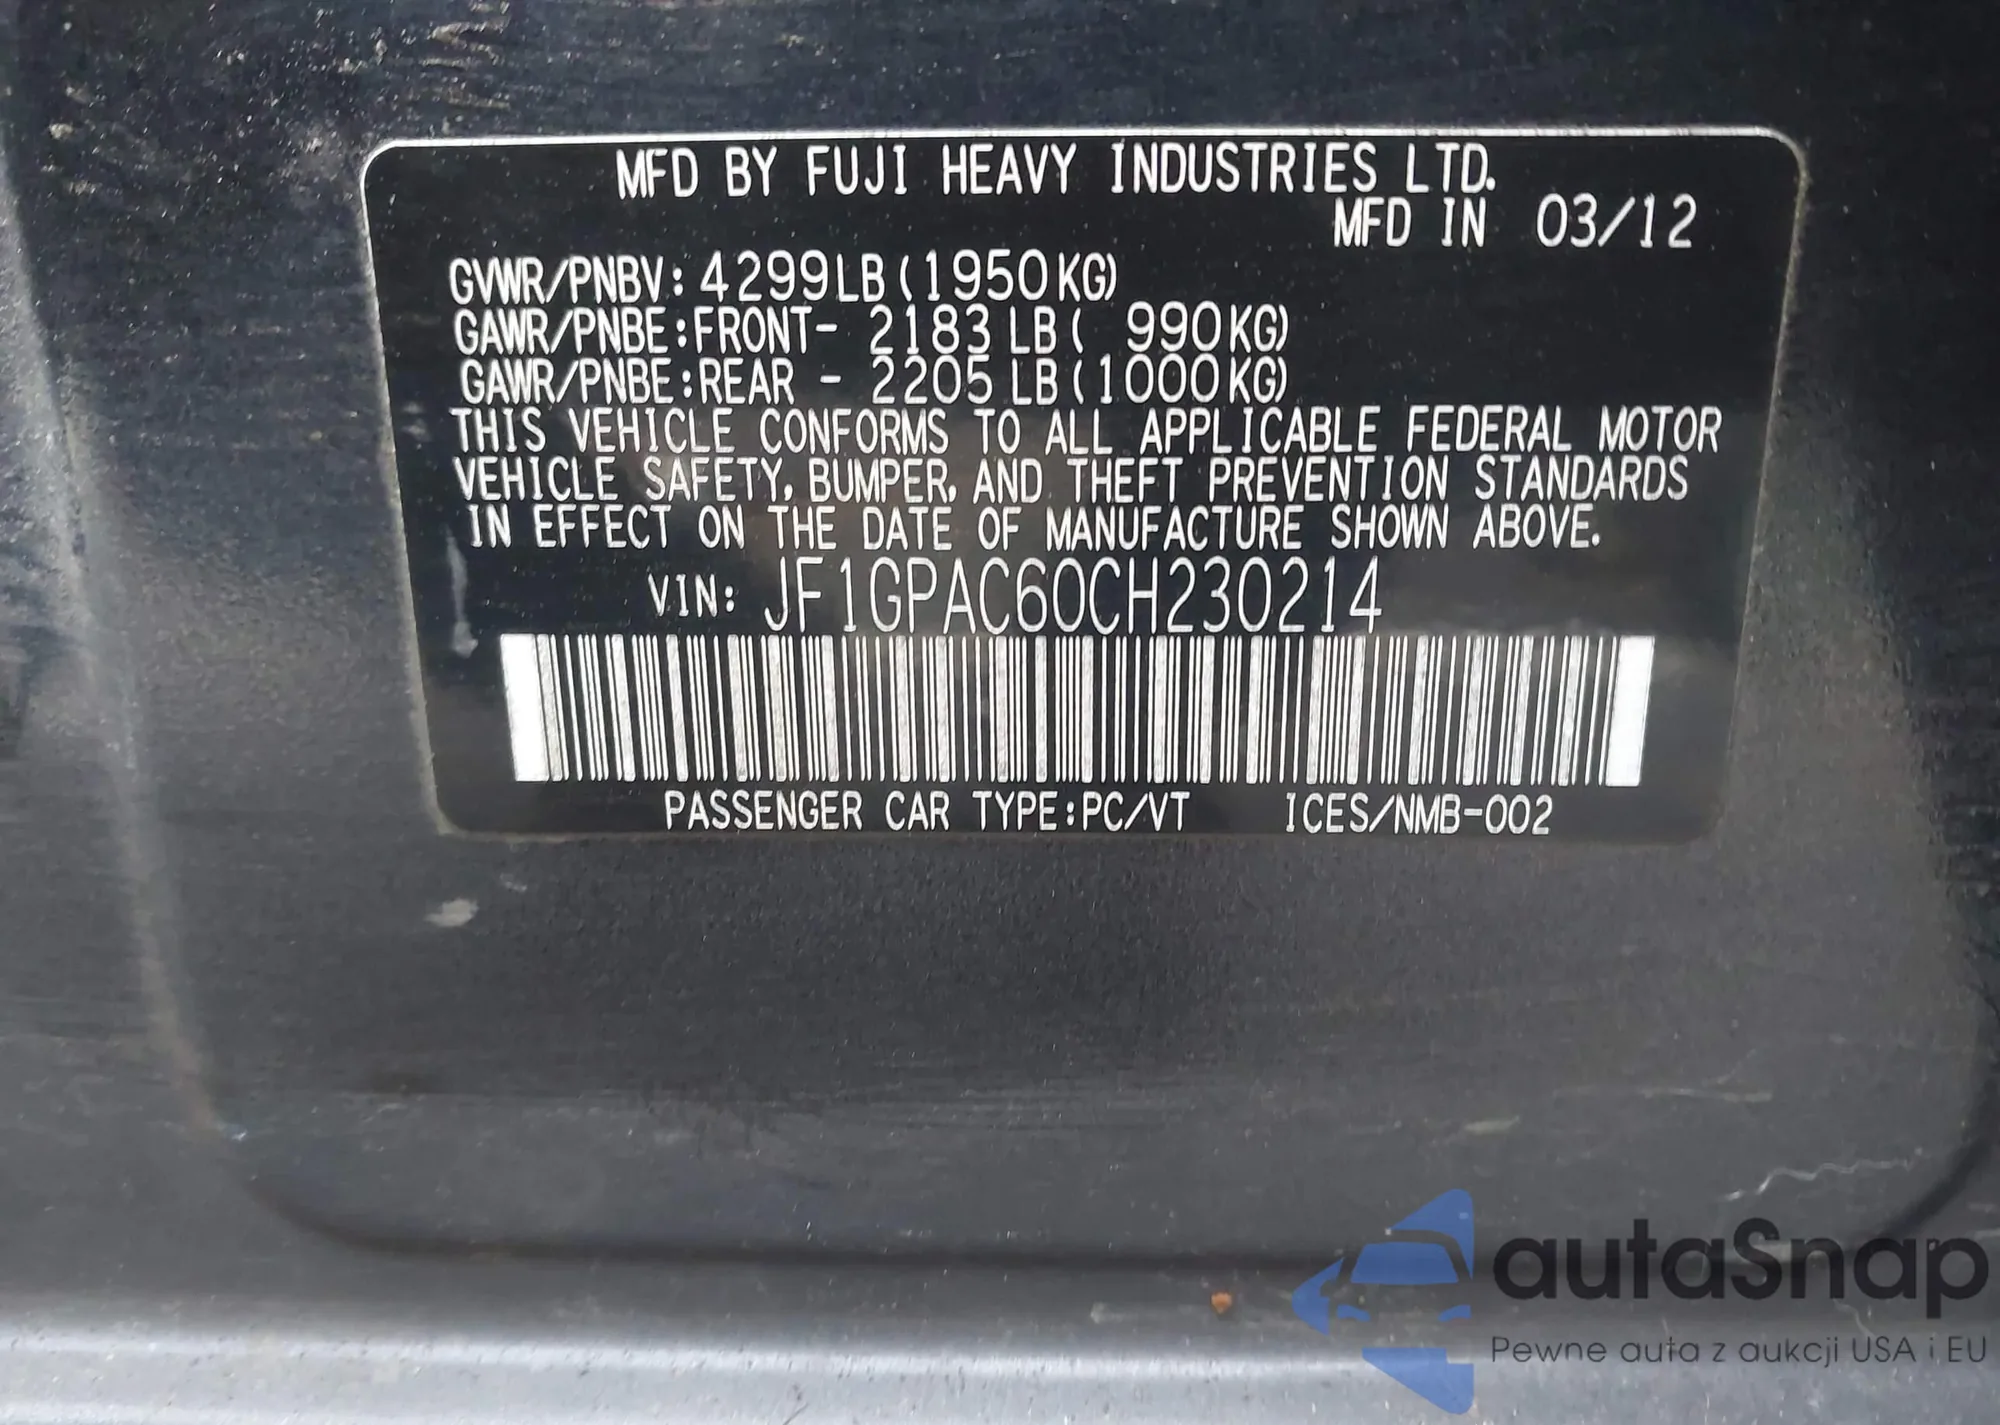 MFD BY FUJI HEAVY INDUSTRIES LTD.
MFD IN 03/12
GVWR/PNBV: 4299LB(1950KG)
GAWR/PNBE:FRONT- 2183 LB( 990KG)
GAWR/PNBE:REAR - 2205 LB(1000KG)
THIS VEHICLE CONFORMS TO ALL APPLICABLE FEDERAL MOTOR
VEHICLE SAFETY, BUMPER, AND THEFT PREVENTION STANDARDS
IN EFFECT ON THE DATE OF MANUFACTURE SHOWN ABOVE.
VIN: JF1GPAC60CH230214
PASSENGER CAR TYPE:PC/VT ICES/NMB-002
autaSnap
Pewne auta z aukcji USA i EU